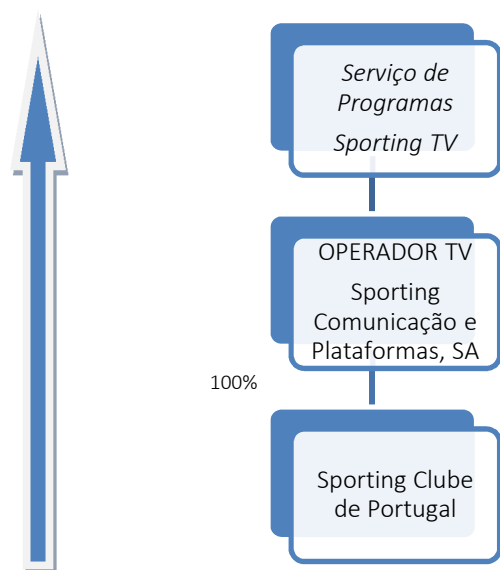 Serviço de
Programas
Sporting TV
OPERADOR TV
Sporting
Comunicação e
Plataformas, SA
100%
Sporting Clube
de Portugal